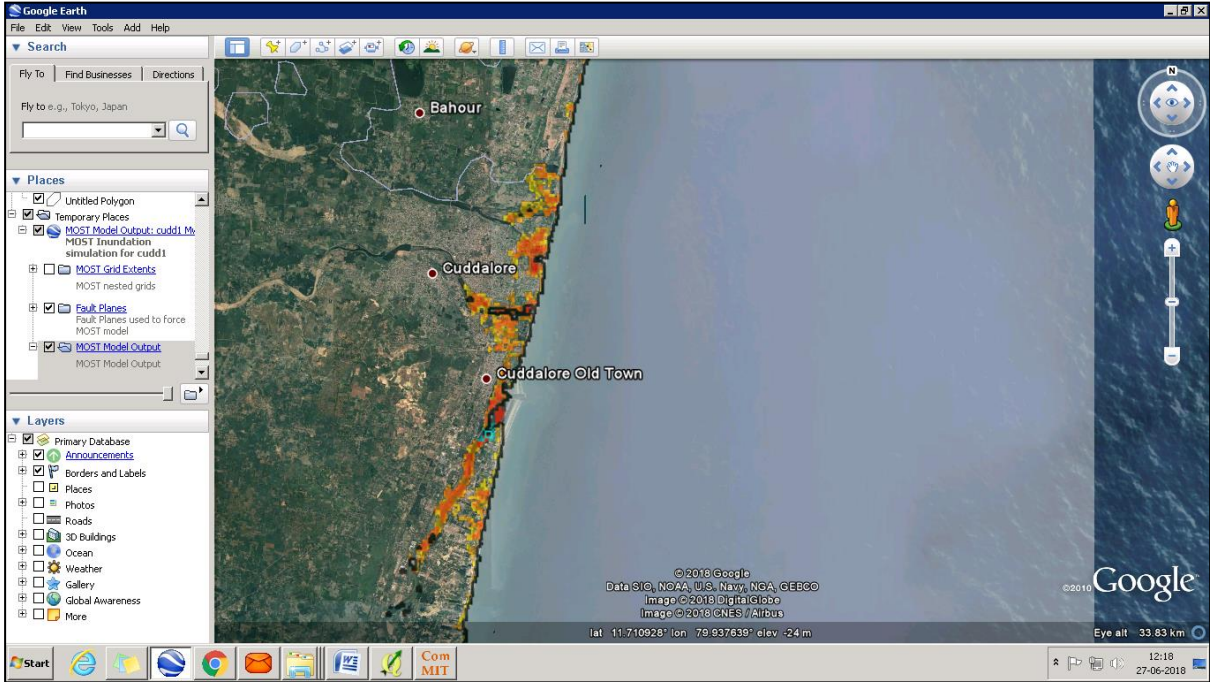 Google Earth
File Edit View Tools Add Help
Search
Fly To Find Businesses Directions
Fly to e.g., Tokyo, Japan
Places
Untitled Polygon
Temporary Places
MOST Model Output: cudd1
MOST Inundation
simulation for cudd1
MOST Grid Extents
MOST nested grids
Fault Planes
Fault Planes used to force
MOST model
MOST Model Output
MOST Model Output
Layers
Primary Database
Announcements
Borders and Labels
Places
Photos
Roads
3D Buildings
Ocean
Weather
Gallery
Global Awareness
More
N
Bahour
Cuddalore
Cuddalore Old Town
© 2018 Google
Data SIO, NOAA, U.S. Navy, NGA, GEBCO
Image © 2018 DigitalGlobe
Image © 2018 CNES / Airbus
©2010 Google
lat 11.710928° lon 79.937639° elev -24 m
Eye alt 33.83 km
Start
Com
MIT
12:18
27-06-2018